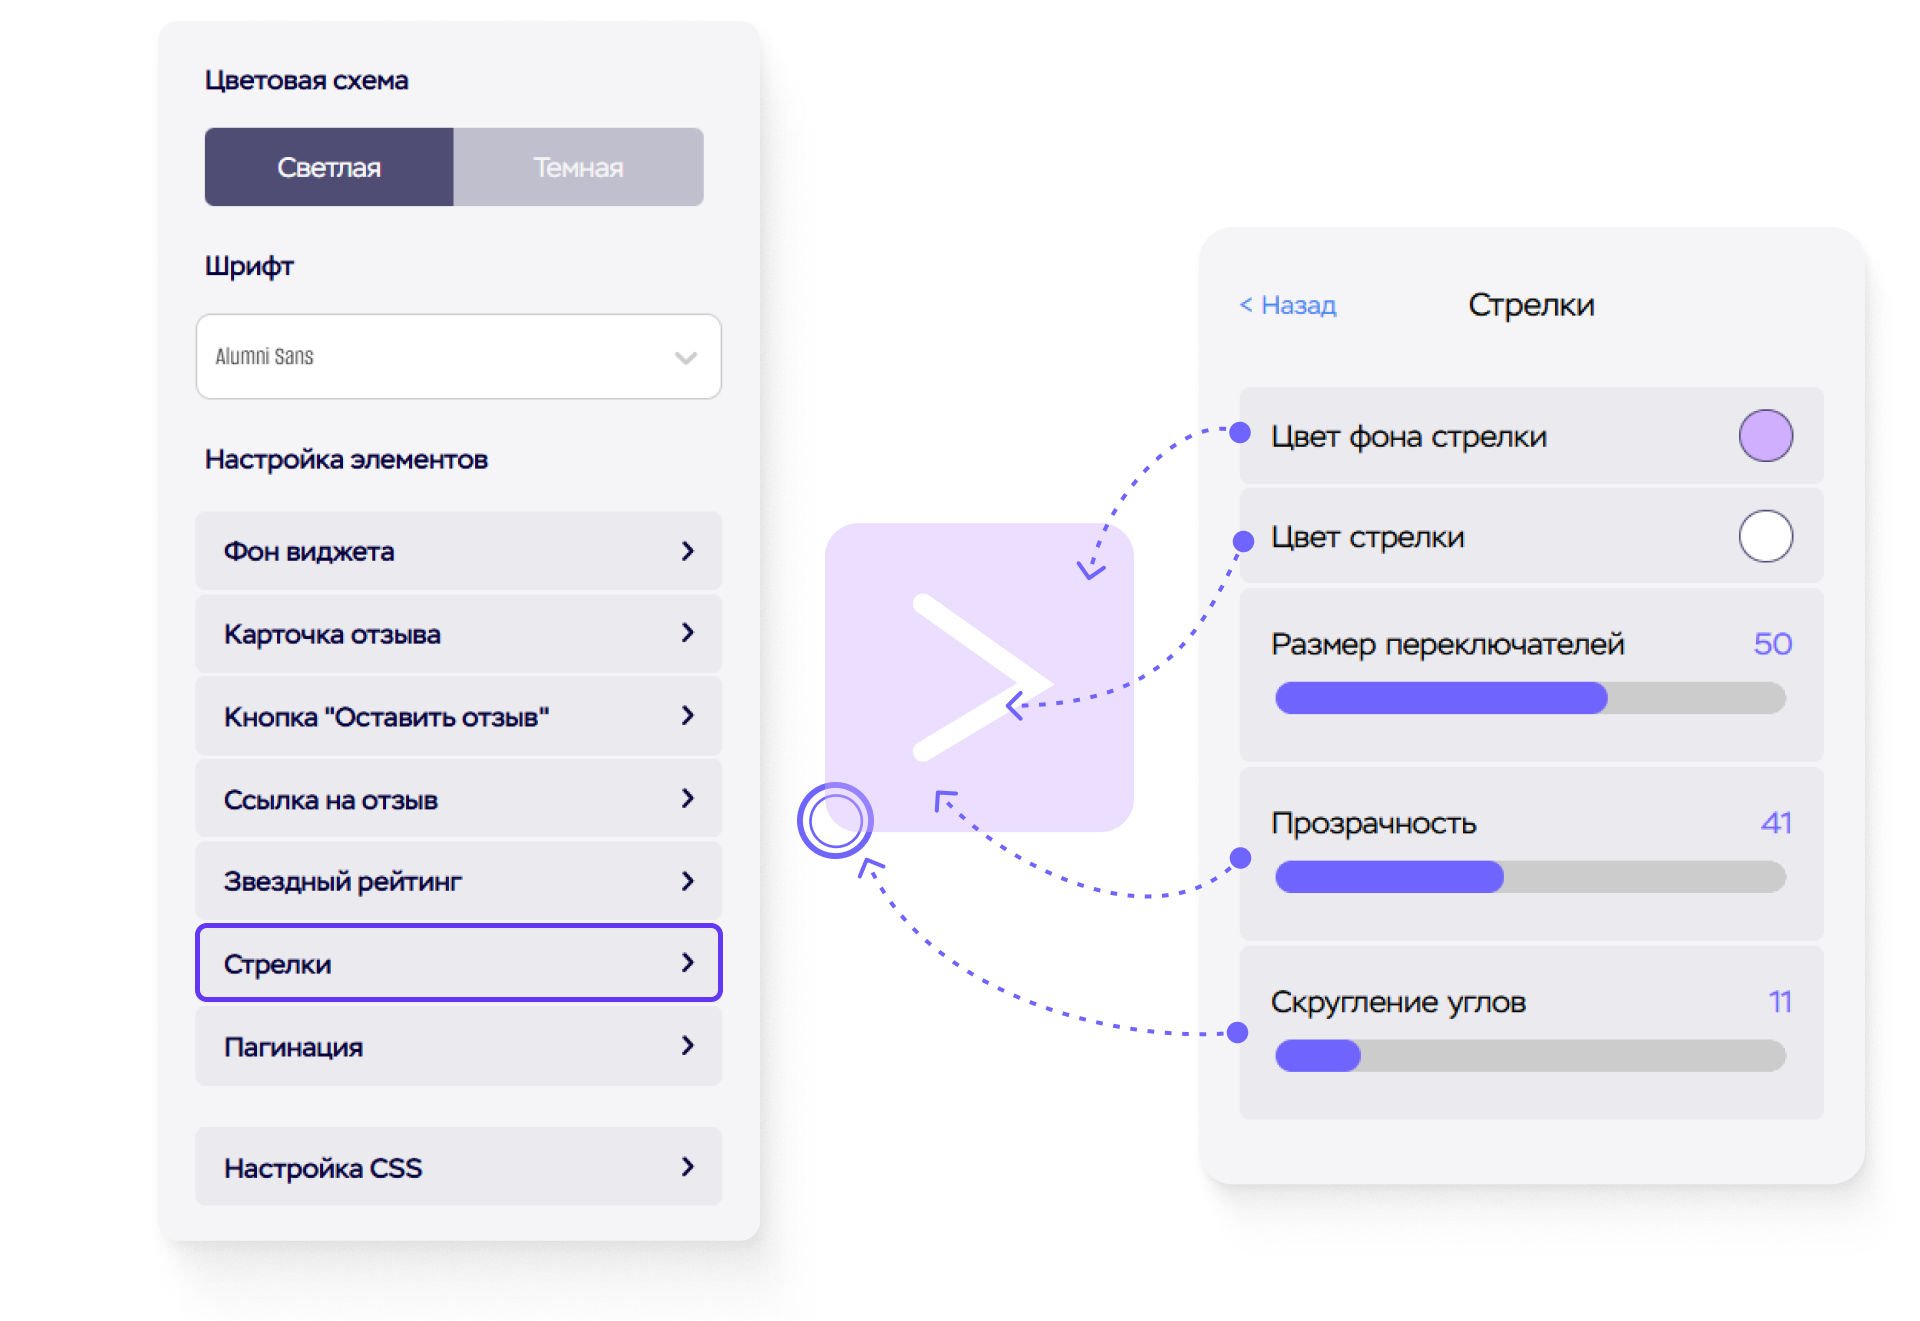 Цветовая схема
Светлая
Темная
Шрифт
Alumni Sans
Настройка элементов
Фон виджета
Карточка отзыва
Кнопка "Оставить отзыв"
Ссылка на отзыв
Звездный рейтинг
Стрелки
Пагинация
Настройка CSS
< Назад
Стрелки
Цвет фона стрелки
Цвет стрелки
Размер переключателей 50
Прозрачность 41
Скругление углов 11